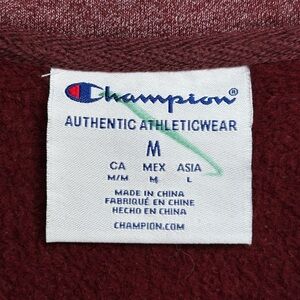 Champion®
AUTHENTIC ATHLETICWEAR
M
CA MEX ASIA
M/M M L
MADE IN CHINA
FABRIQUÉ EN CHINE
HECHO EN CHINA
CHAMPION.COM